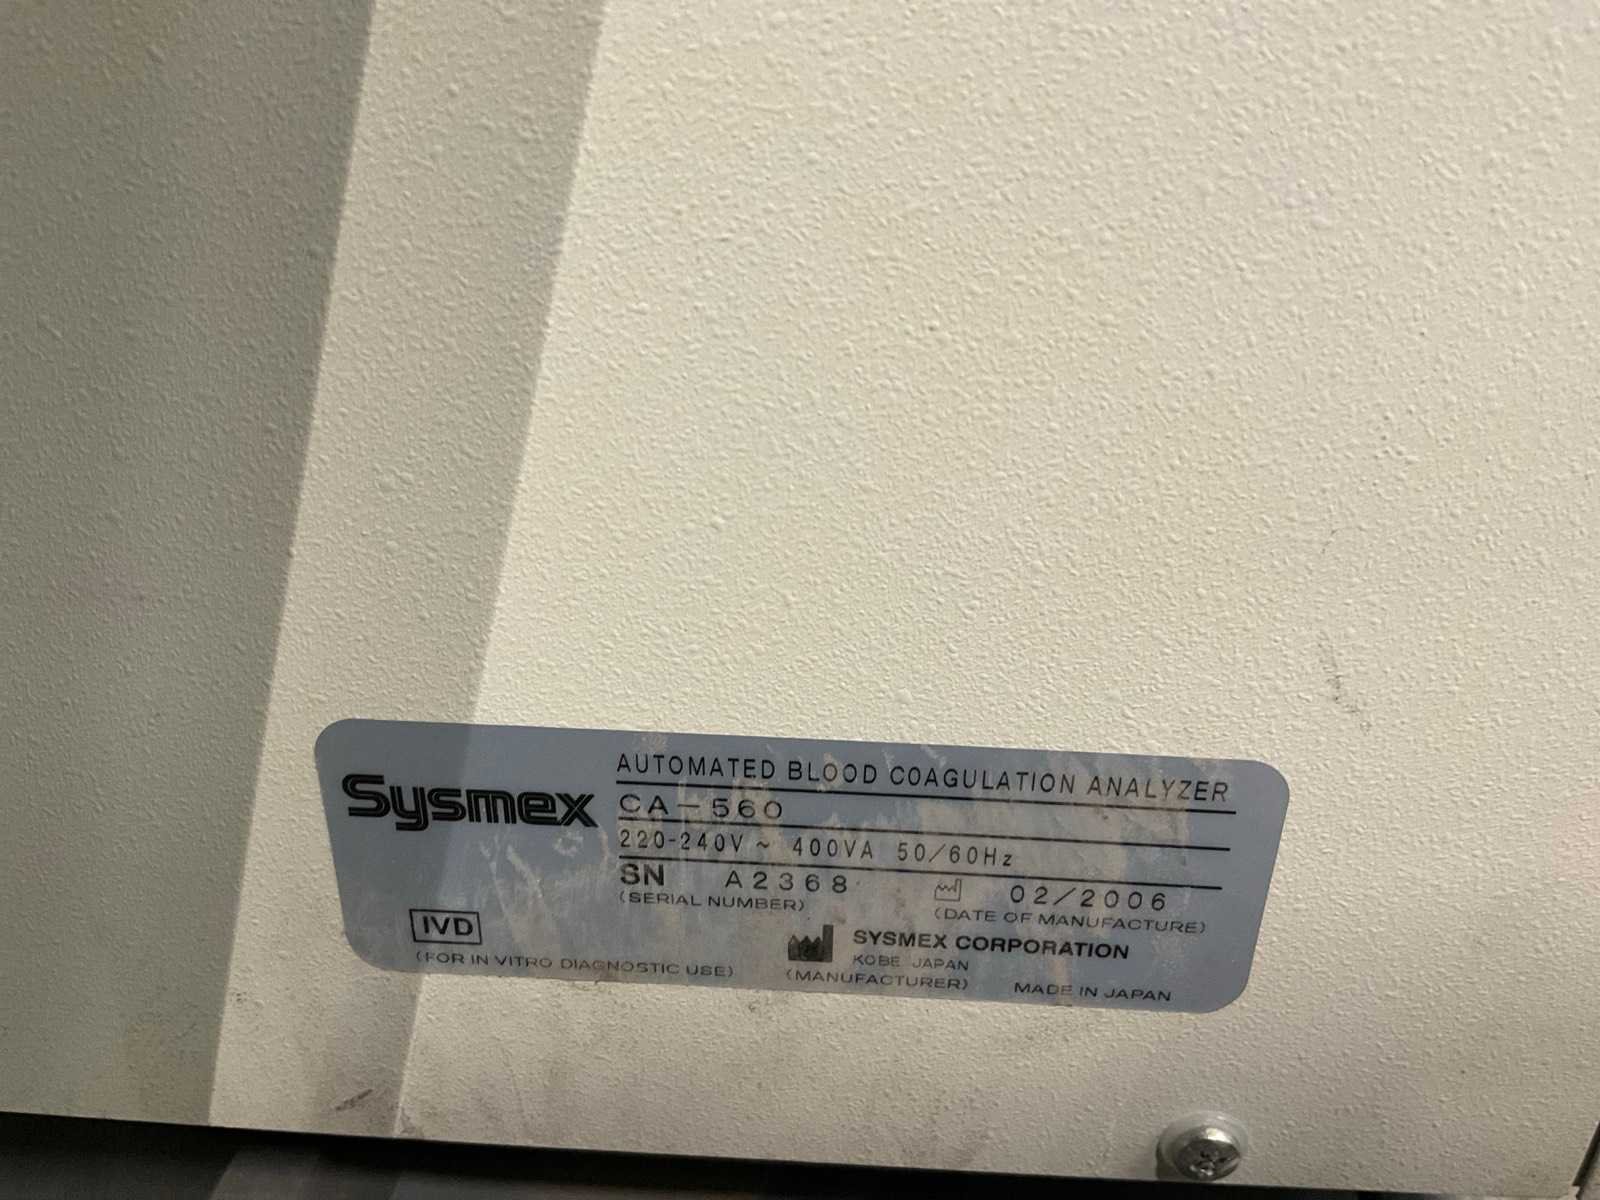 Sysmex
AUTOMATED BLOOD COAGULATION ANALYZER
CA-560
220-240V ~ 400VA 50/60Hz
SN A2368 02/2006
(SERIAL NUMBER) (DATE OF MANUFACTURE)
IVD
(FOR IN VITRO DIAGNOSTIC USE)
SYSMEX CORPORATION
KOBE JAPAN
(MANUFACTURER) MADE IN JAPAN